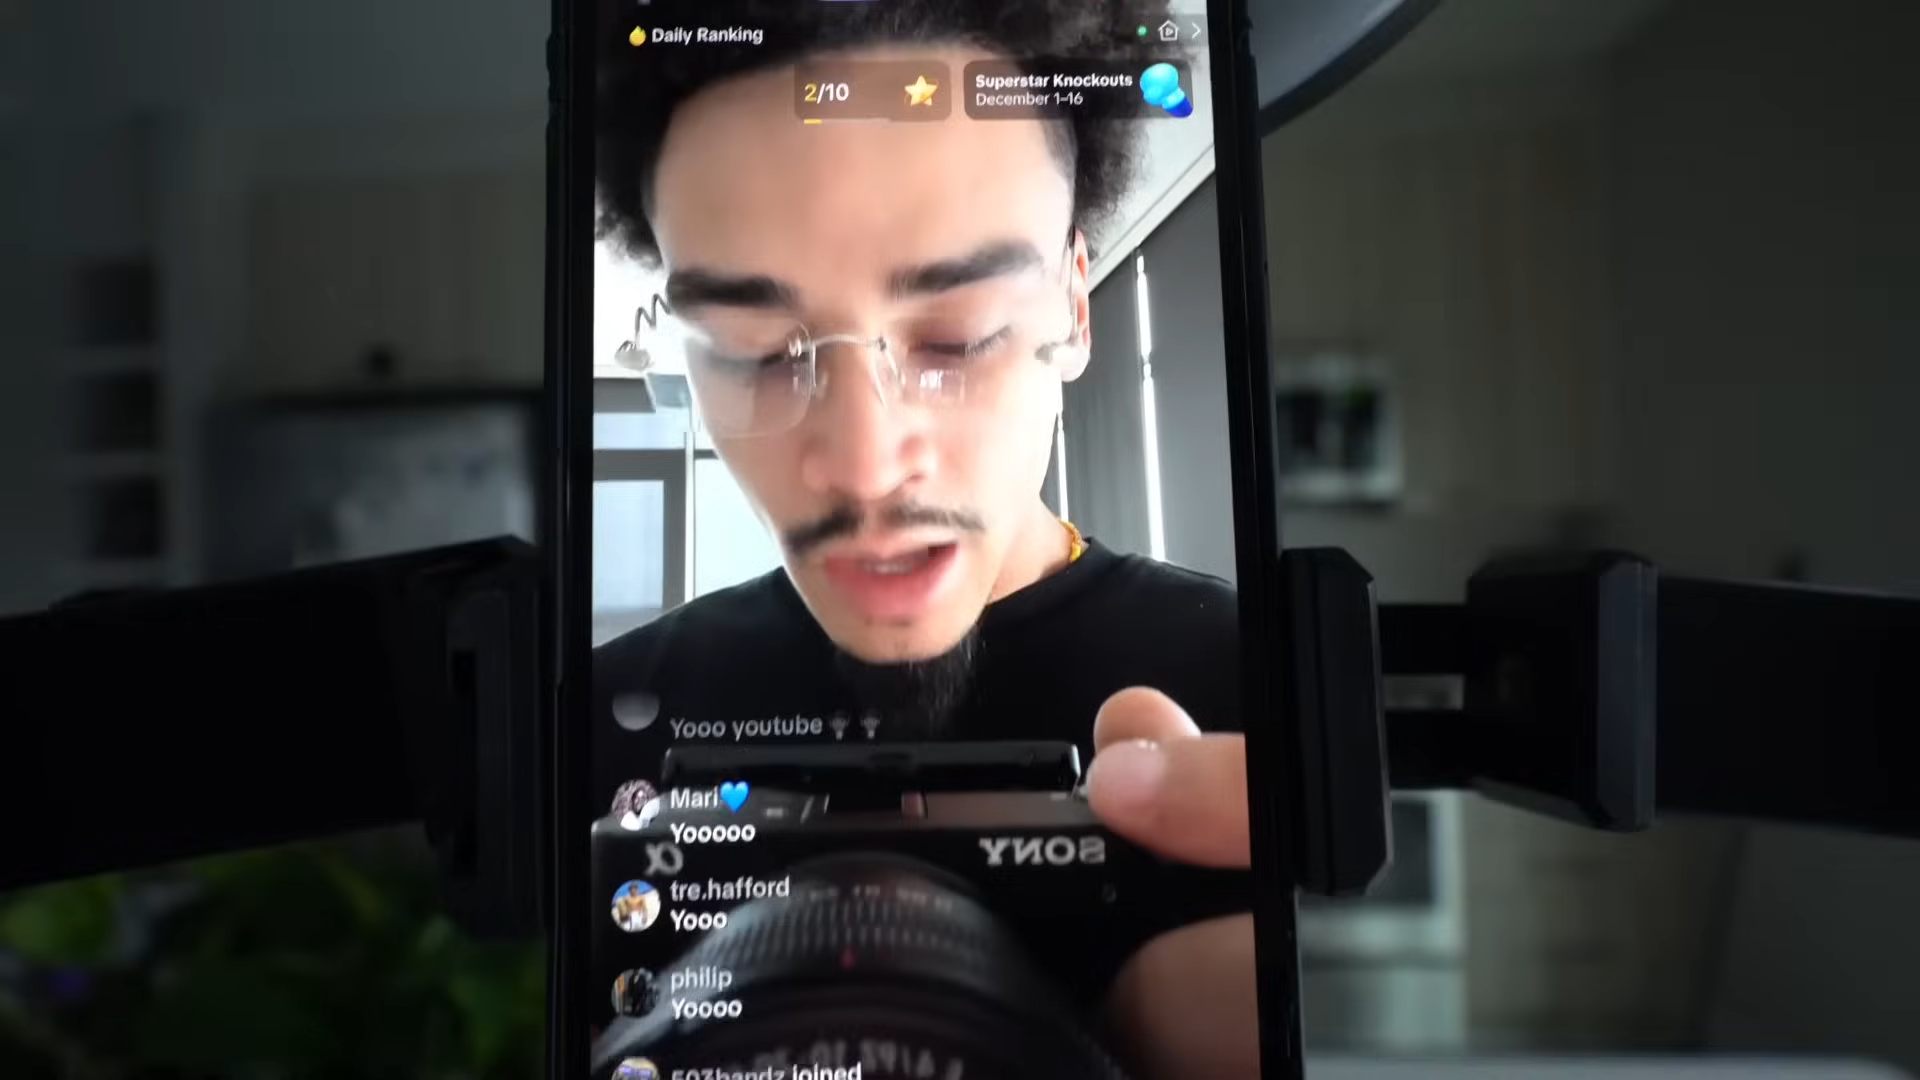 Daily Ranking
2/10
Superstar Knockouts
December 1-16
Yooo youtube
Mari💙
Yooooo
SONY
α
tre.hafford
Yooo
philip
Yoooo
503bandz joined